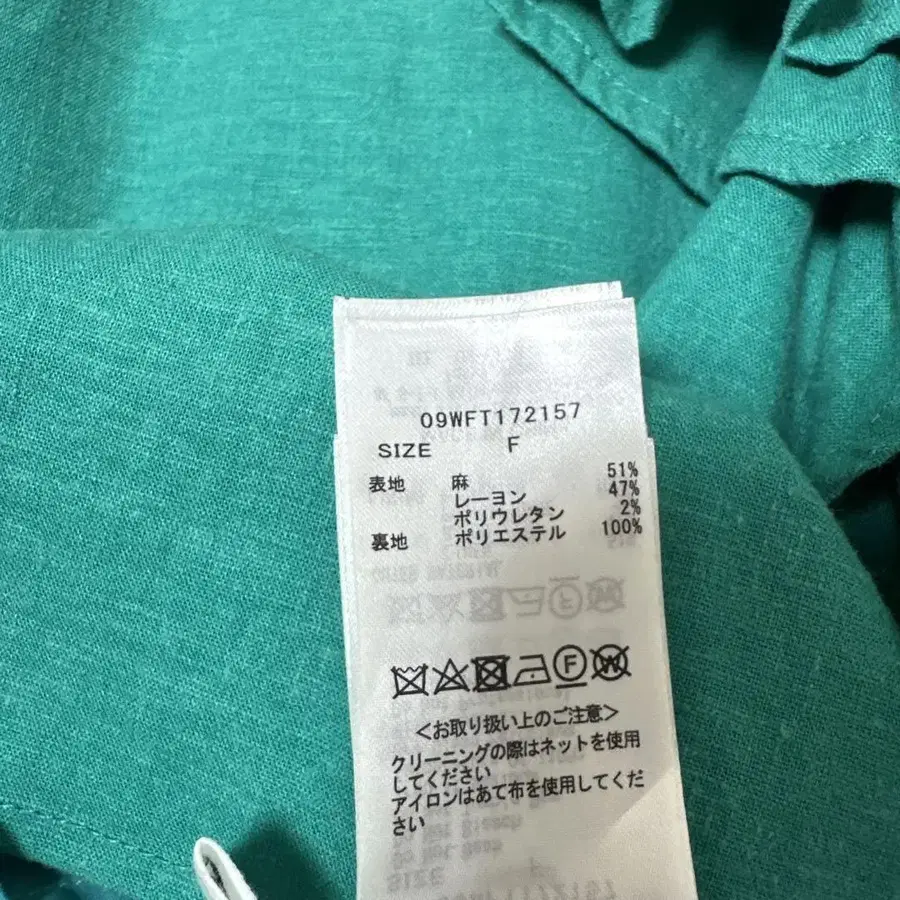 09WFT172157
SIZE F
表地 麻 51%
レーヨン 47%
ポリウレタン 2%
裏地 ポリエステル 100%
F W
<お取り扱い上のご注意>
クリーニングの際はネットを使用
してください
アイロンはあて布を使用してくだ
さい